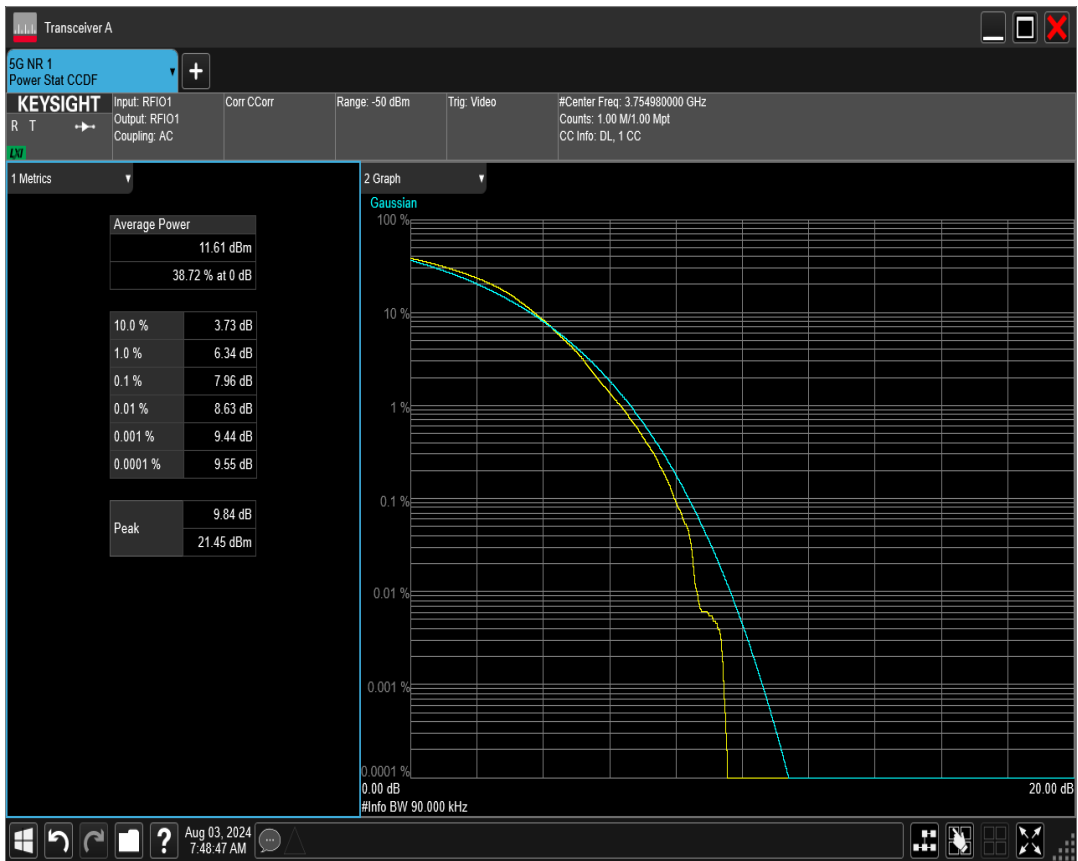 Transceiver A
5G NR 1
Power Stat CCDF
KEYSIGHT
R T
LXI
Input: RFIO1
Output: RFIO1
Coupling: AC
Corr CCorr
Range: -50 dBm
Trig: Video
#Center Freq: 3.754980000 GHz
Counts: 1.00 M/1.00 Mpt
CC Info: DL, 1 CC
1 Metrics
Average Power
11.61 dBm
38.72 % at 0 dB
10.0 % 3.73 dB
1.0 % 6.34 dB
0.1 % 7.96 dB
0.01 % 8.63 dB
0.001 % 9.44 dB
0.0001 % 9.55 dB
Peak 9.84 dB
21.45 dBm
2 Graph
Gaussian
100 %
10 %
1 %
0.1 %
0.01 %
0.001 %
0.0001 %
0.00 dB 20.00 dB
#Info BW 90.000 kHz
Aug 03, 2024
7:48:47 AM